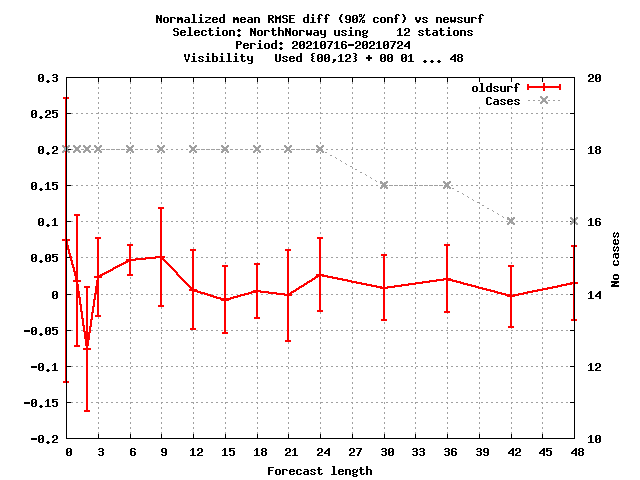 Normalized mean RMSE diff (90% conf) vs newsurf
Selection: NorthNorway using    12 stations
Period: 20210716-20210724
Visibility   Used {00,12} + 00 01 ... 48
oldsurf
Cases
0.3
0.25
0.2
0.15
0.1
0.05
0
-0.05
-0.1
-0.15
-0.2
20
18
16
14
12
10
No cases
0 3 6 9 12 15 18 21 24 27 30 33 36 39 42 45 48
Forecast length